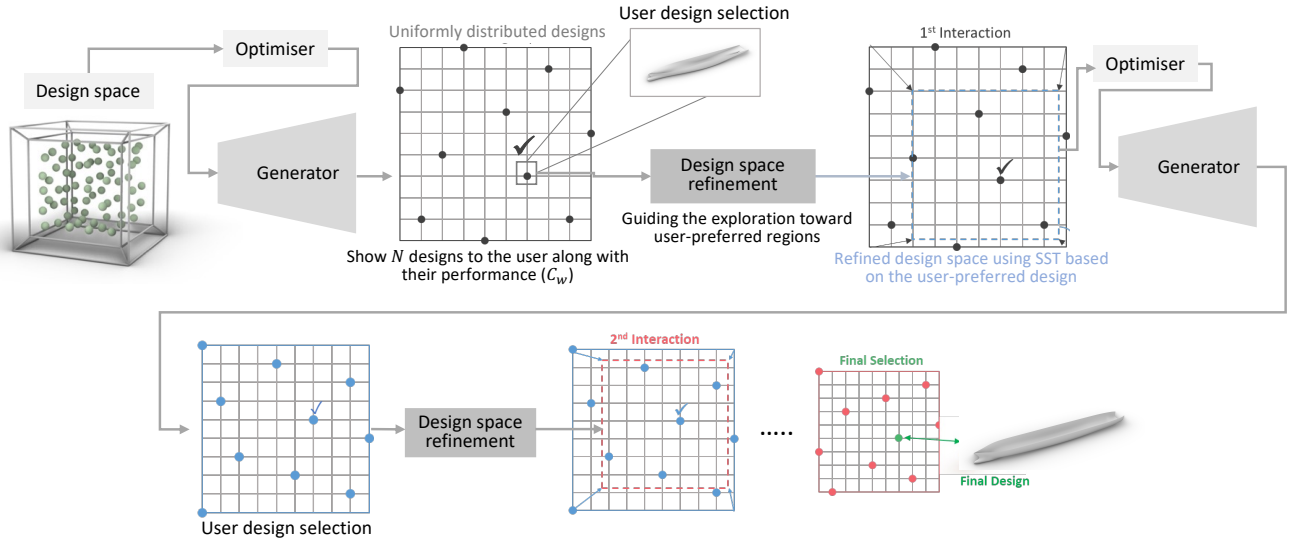 Design space
Optimiser
Generator
Uniformly distributed designs
Show N designs to the user along with
their performance (C_w)
User design selection
Design space
refinement
Guiding the exploration toward
user-preferred regions
1st Interaction
Refined design space using SST based
on the user-preferred design
Optimiser
Generator
User design selection
Design space
refinement
2nd Interaction
.....
Final Selection
Final Design